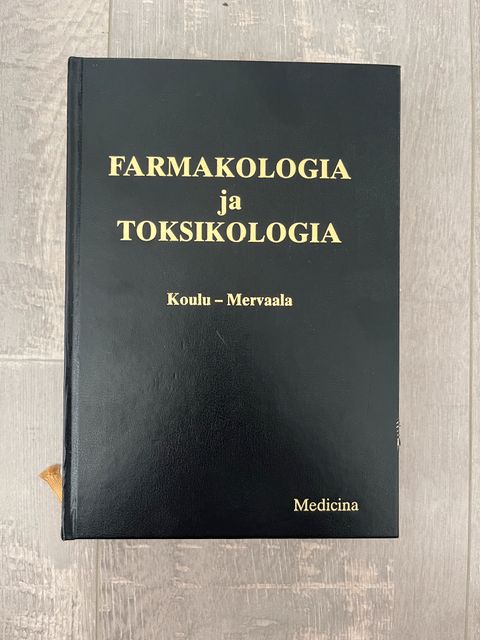 FARMAKOLOGIA
ja
TOKSIKOLOGIA
Koulu – Mervaala
Medicina